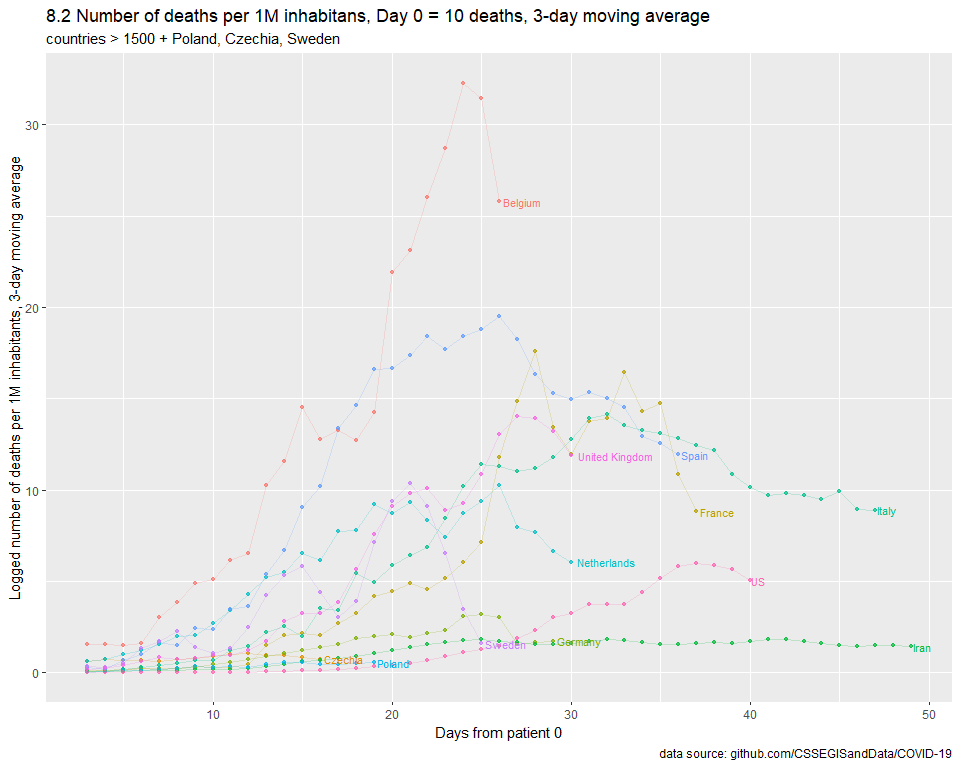 8.2 Number of deaths per 1M inhabitans, Day 0 = 10 deaths, 3-day moving average
countries > 1500 + Poland, Czechia, Sweden
Logged number of deaths per 1M inhabitants, 3-day moving average
30
20
10
0
Belgium
United Kingdom
Spain
France
Italy
Netherlands
US
Sweden
Germany
Iran
Czechia
Poland
10
20
30
40
50
Days from patient 0
data source: github.com/CSSEGISandData/COVID-19